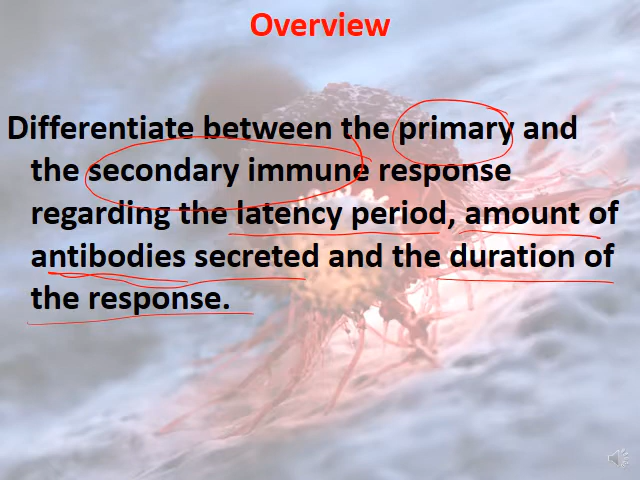 Overview
Differentiate between the primary and
the secondary immune response
regarding the latency period, amount of
antibodies secreted and the duration of
the response.